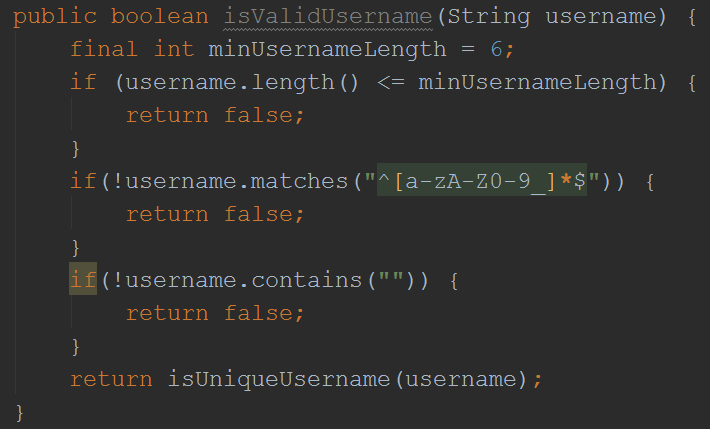 public boolean isValidUsername(String username) {
    final int minUsernameLength = 6;
    if (username.length() <= minUsernameLength) {
        return false;
    }
    if(!username.matches("^[a-zA-Z0-9_]*$")) {
        return false;
    }
    if(!username.contains("")) {
        return false;
    }
    return isUniqueUsername(username);
}